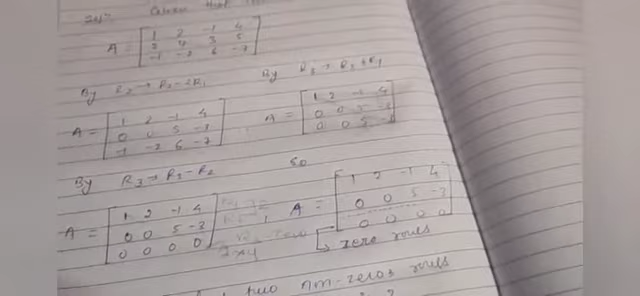 A = [ 1 2 -1 4
2 4 3 5
-1 -2 6 -7 ]
By R₂ → R₂-2R₁
By R₃ → R₃+R₁
A = [ 1 2 -1 4
0 0 5 -3
-1 -2 6 -7 ]
A = [ 1 2 -1 4
0 0 5 -3
0 0 5 -3 ]
By R₃ → R₃-R₂
so
A = [ 1 2 -1 4
0 0 5 -3
0 0 0 0 ]
A = [ 1 2 -1 4
0 0 5 -3
0 0 0 0 ]
→ zero rows
two non-zeros rows